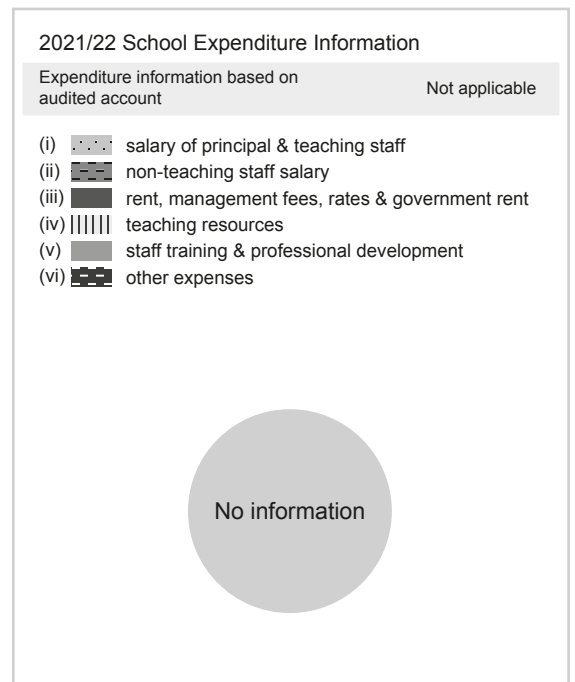 2021/22 School Expenditure Information
Expenditure information based on
audited account
Not applicable
(i) salary of principal & teaching staff
(ii) non-teaching staff salary
(iii) rent, management fees, rates & government rent
(iv) teaching resources
(v) staff training & professional development
(vi) other expenses
No information